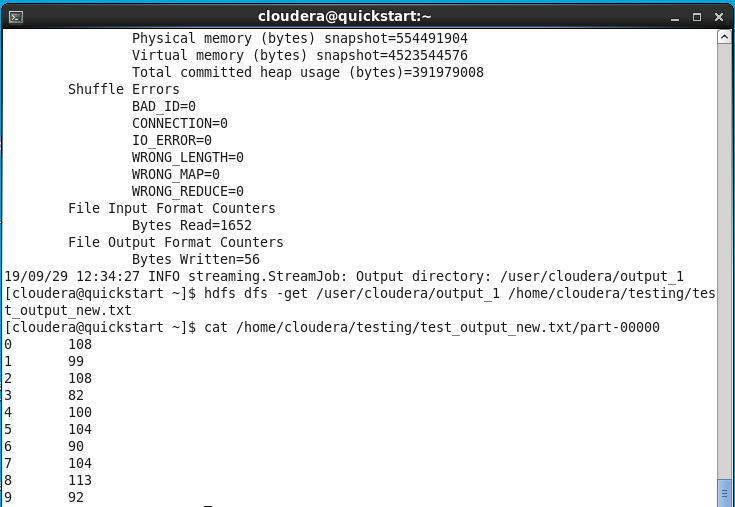 cloudera@quickstart:~
Physical memory (bytes) snapshot=554491904
Virtual memory (bytes) snapshot=4523544576
Total committed heap usage (bytes)=391979008
Shuffle Errors
BAD_ID=0
CONNECTION=0
IO_ERROR=0
WRONG_LENGTH=0
WRONG_MAP=0
WRONG_REDUCE=0
File Input Format Counters
Bytes Read=1652
File Output Format Counters
Bytes Written=56
19/09/29 12:34:27 INFO streaming.StreamJob: Output directory: /user/cloudera/output_1
[cloudera@quickstart ~]$ hdfs dfs -get /user/cloudera/output_1 /home/cloudera/testing/tes
t_output_new.txt
[cloudera@quickstart ~]$ cat /home/cloudera/testing/test_output_new.txt/part-00000
0 108
1 99
2 108
3 82
4 100
5 104
6 90
7 104
8 113
9 92